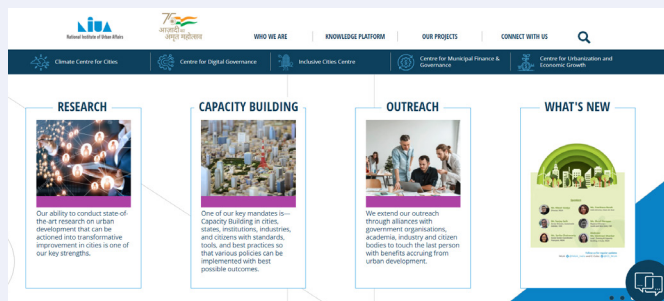 NIUA
National Institute of Urban Affairs
75
आज़ादी का
अमृत महोत्सव
WHO WE ARE
KNOWLEDGE PLATFORM
OUR PROJECTS
CONNECT WITH US
Climate Centre for Cities
Centre for Digital Governance
Inclusive Cities Centre
Centre for Municipal Finance &
Governance
Centre for Urbanization and
Economic Growth
RESEARCH
Our ability to conduct state-of-
the-art research on urban
development that can be
actioned into transformative
improvement in cities is one of
our key strengths.
CAPACITY BUILDING
One of our key mandates is—
Capacity Building in cities,
states, institutions, industries,
and citizens with standards,
tools, and best practices so
that various policies can be
implemented with best
possible outcomes.
OUTREACH
We extend our outreach
through alliances with
government organisations,
academia, industry and citizen
bodies to touch the last person
with benefits accruing from
urban development.
WHAT'S NEW